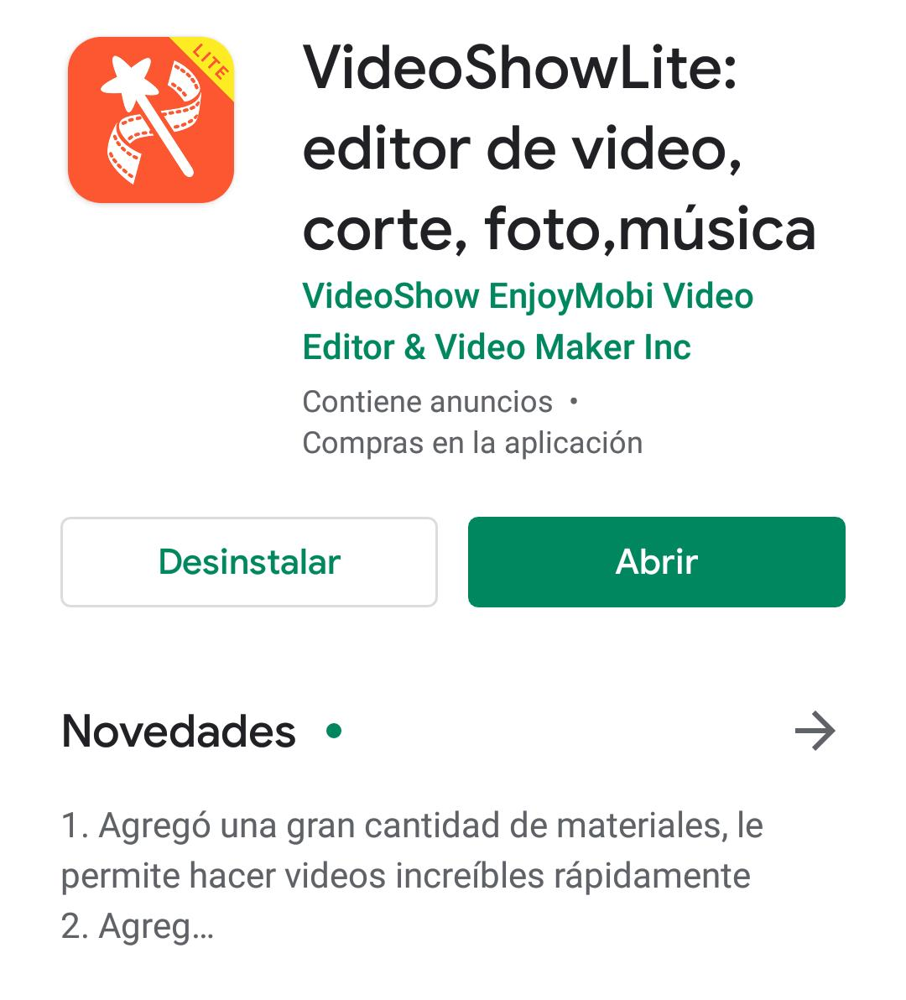 LITE
VideoShowLite:
editor de video,
corte, foto,música
VideoShow EnjoyMobi Video
Editor & Video Maker Inc
Contiene anuncios •
Compras en la aplicación
Desinstalar
Abrir
Novedades •
1. Agregó una gran cantidad de materiales, le
permite hacer videos increíbles rápidamente
2. Agreg…